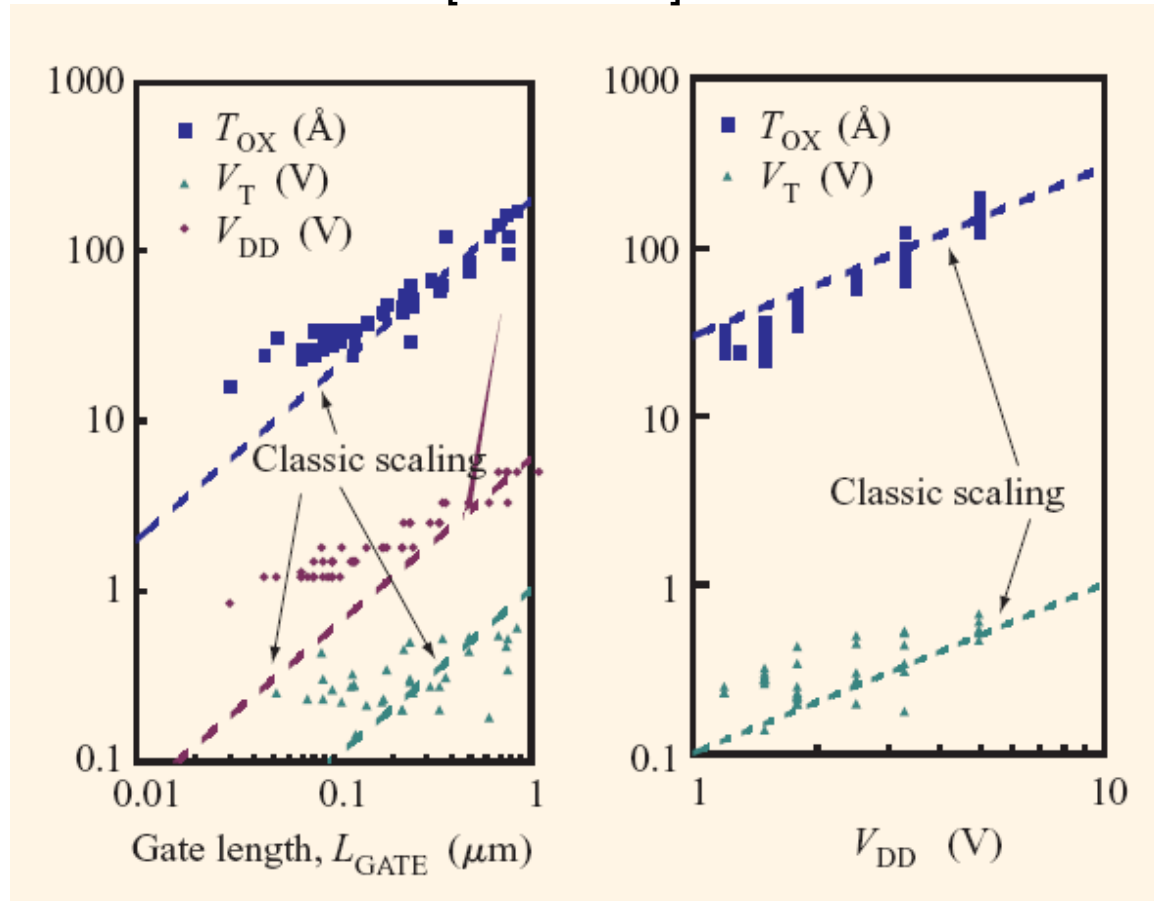 1000
100
10
1
0.1
0.01
0.1
1
Gate length, L_GATE (μm)
T_OX (Å)
V_T (V)
V_DD (V)
Classic scaling
1000
100
10
1
0.1
1
10
V_DD (V)
T_OX (Å)
V_T (V)
Classic scaling